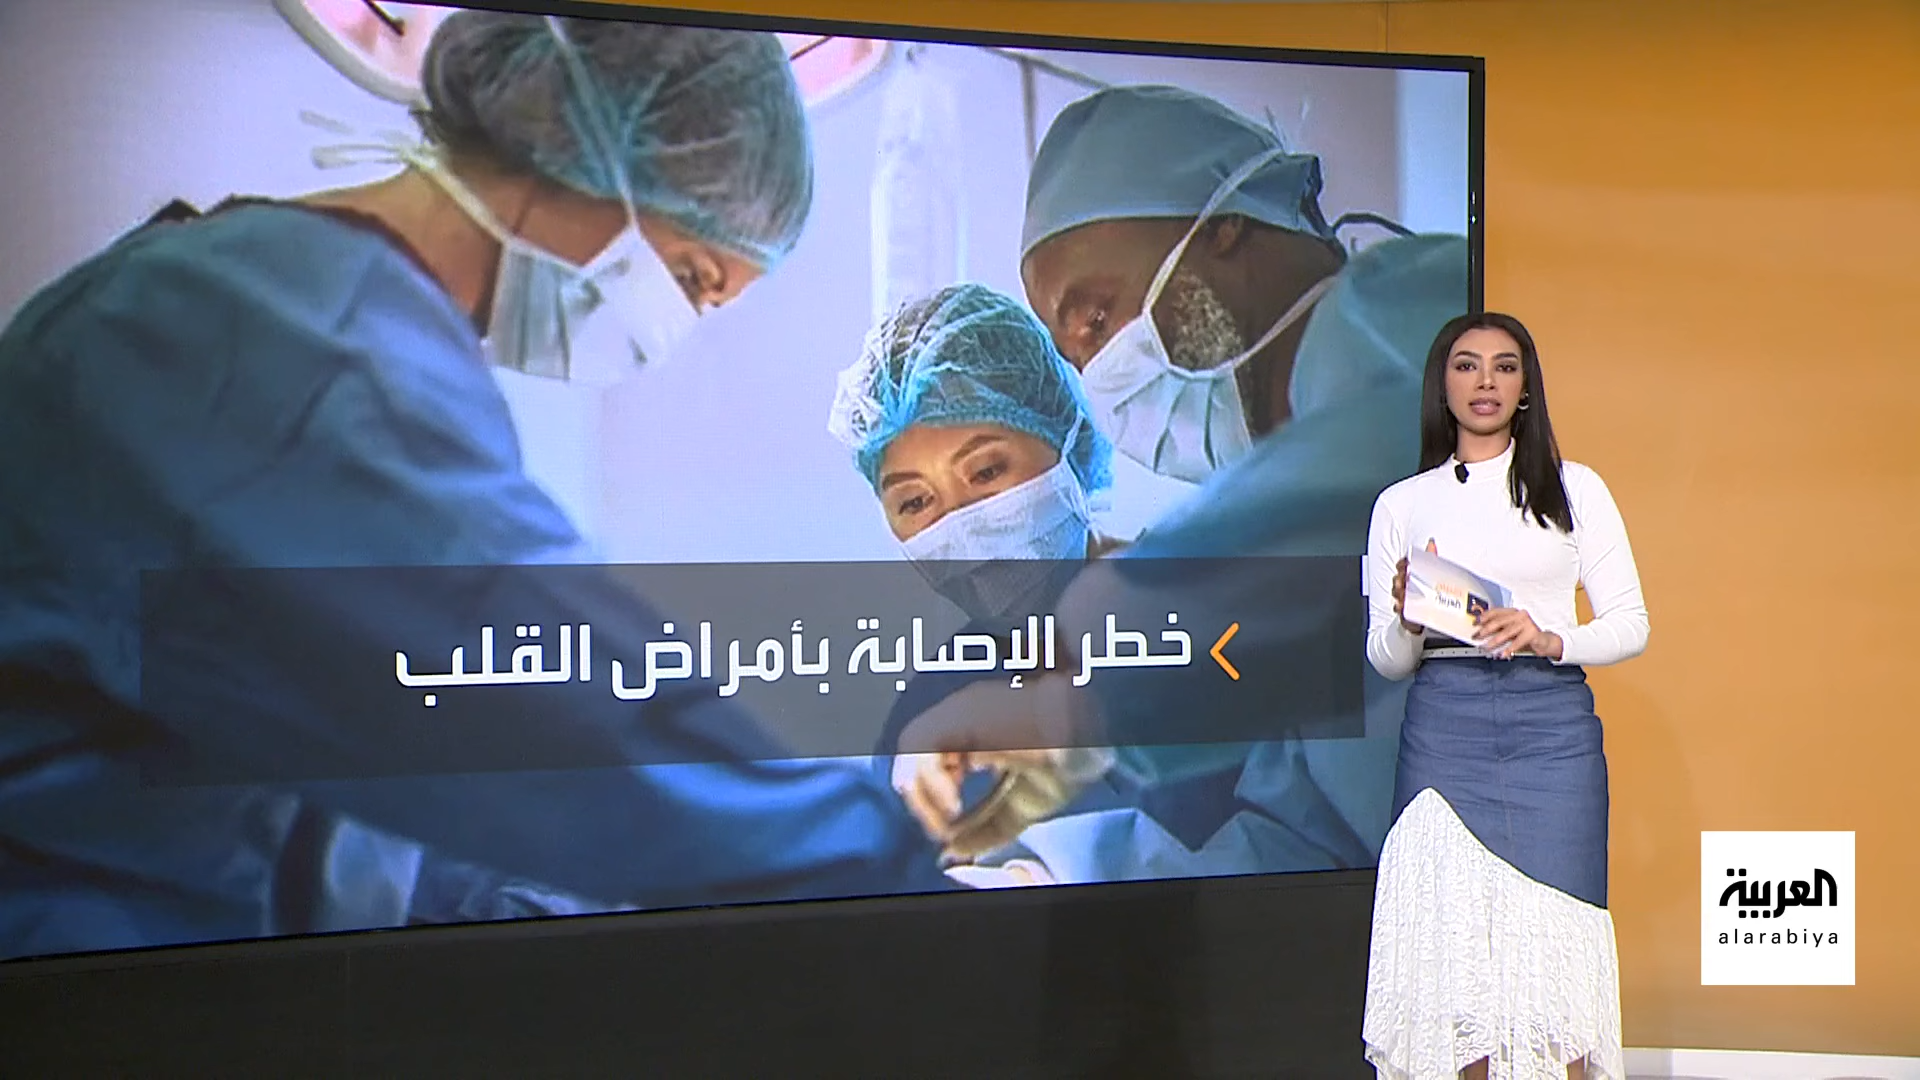 خطر الإصابة بأمراض القلب
العربية
alarabiya